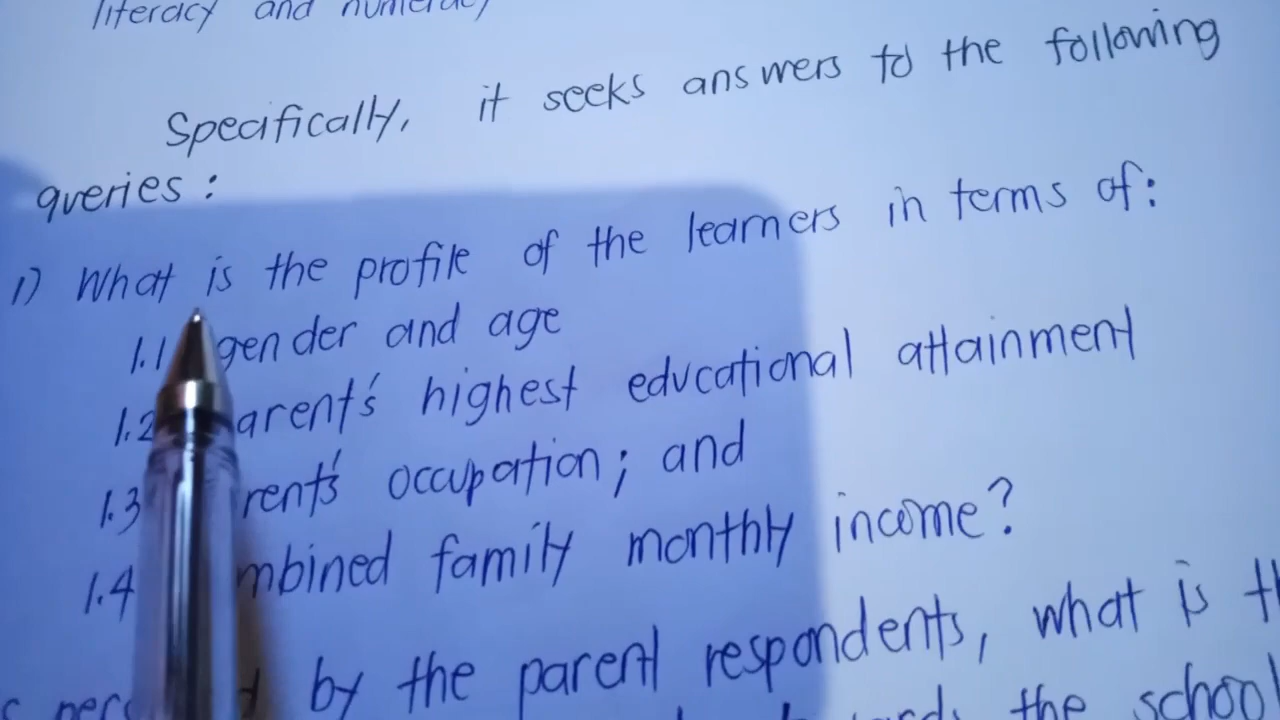 literacy and numeracy
Specifically, it seeks answers to the following
queries :
1) What is the profile of the learners in terms of:
1.1 gender and age
1.2 arent's highest educational attainment
1.3 rent's occupation; and
1.4 mbined family monthly income?
by the parent respondents, what is th
the school